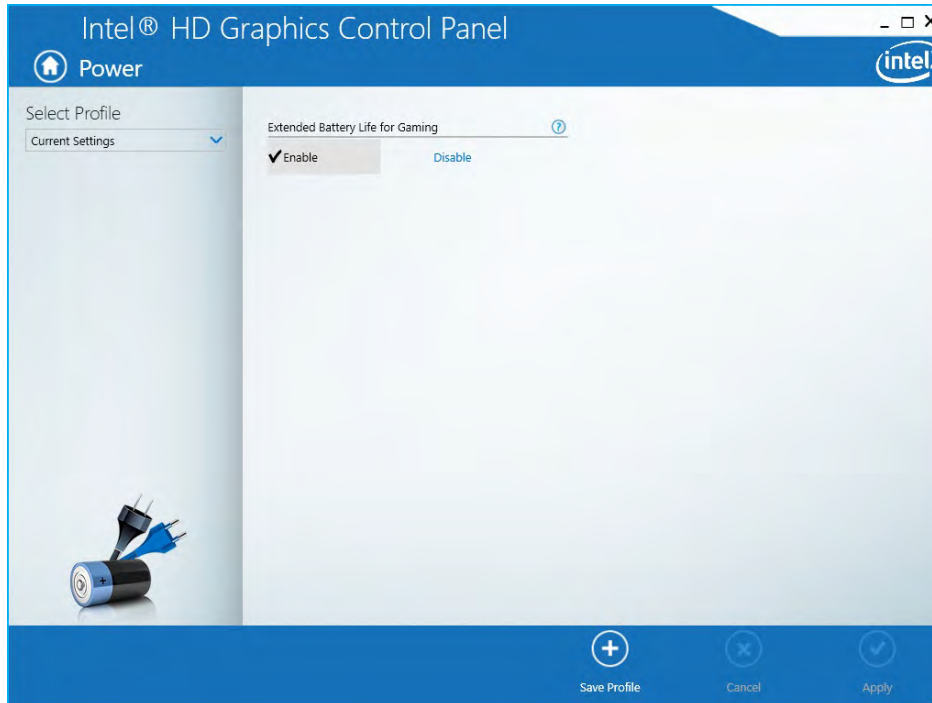 Intel® HD Graphics Control Panel
Power
intel
Select Profile
Current Settings
Extended Battery Life for Gaming
?
Enable
Disable
Save Profile
Cancel
Apply